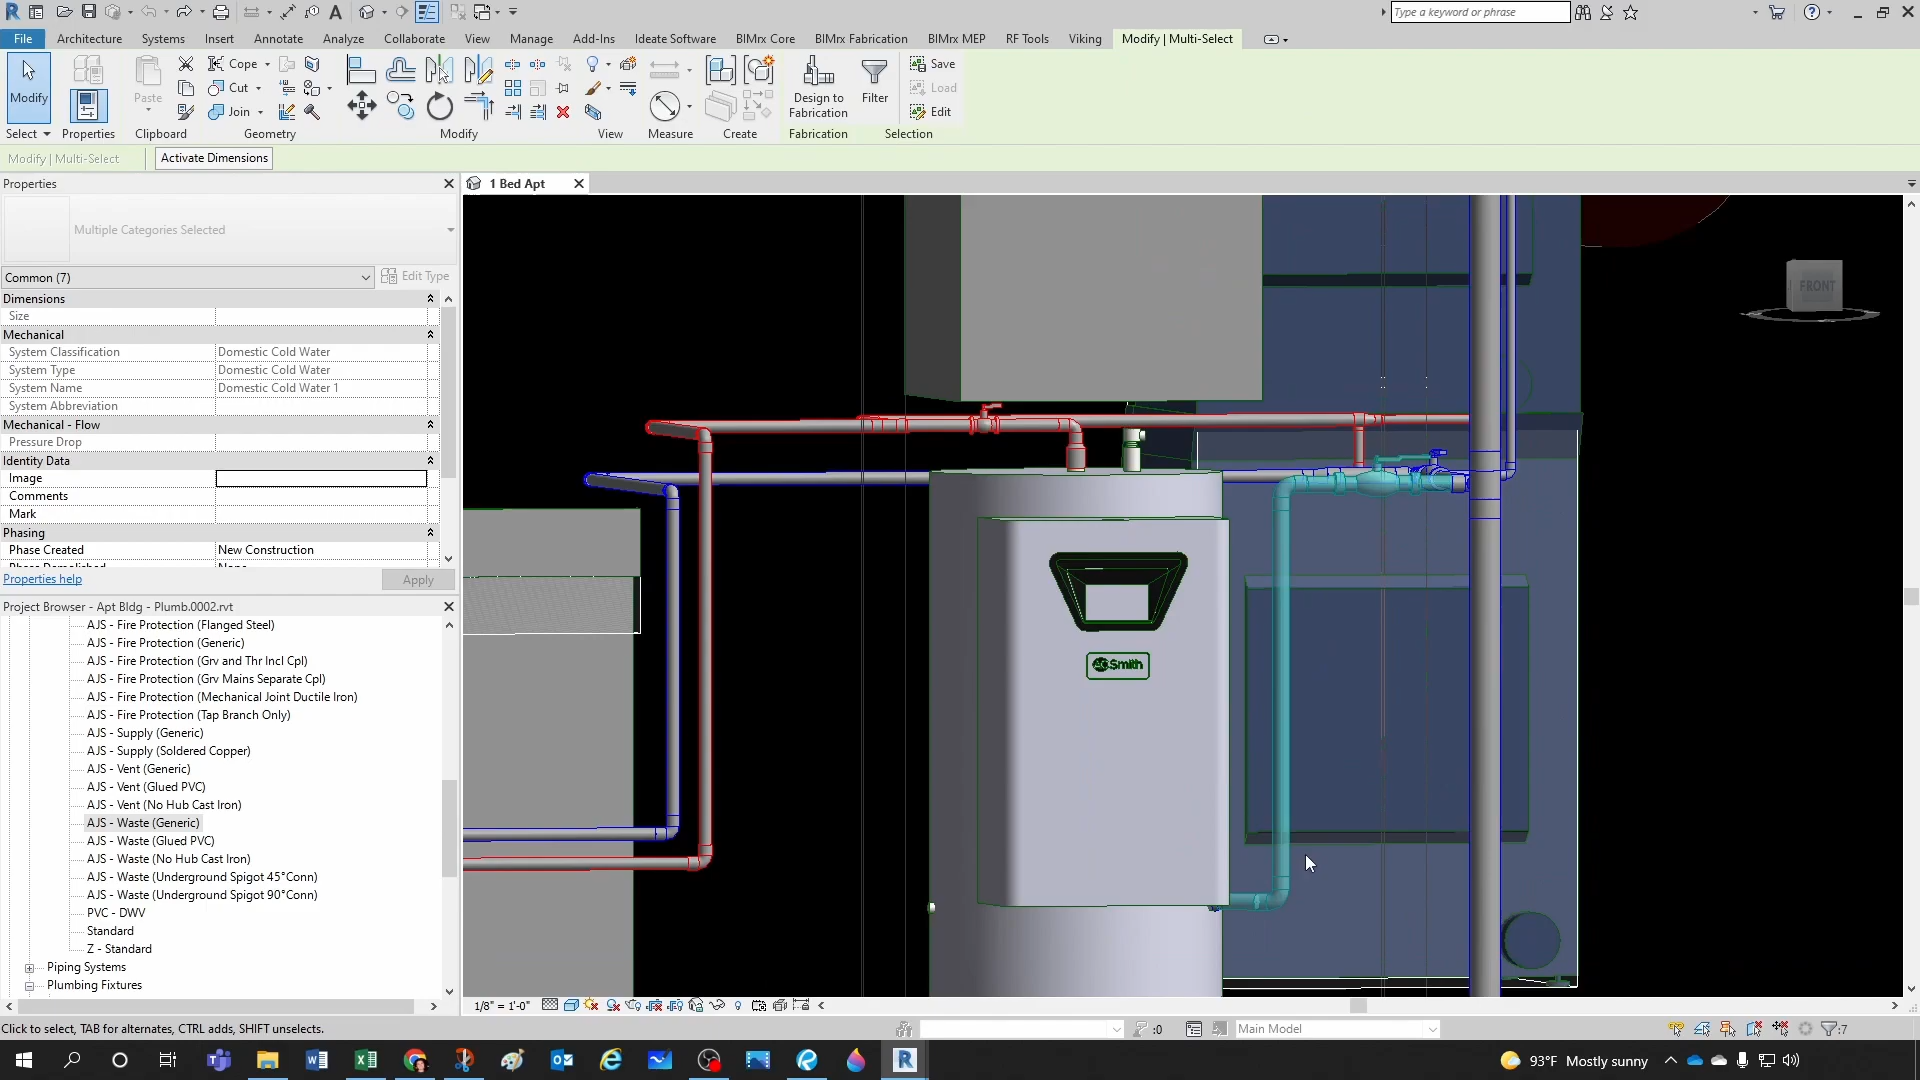 Type a keyword or phrase
File Architecture Systems Insert Annotate Analyze Collaborate View Manage Add-Ins Ideate Software BIMrx Core BIMrx Fabrication BIMrx MEP RF Tools Viking Modify | Multi-Select
Modify Properties Paste Cope Cut Join Design to Fabrication Filter Save Load Edit
Select Properties Clipboard Geometry Modify View Measure Create Fabrication Selection
Modify | Multi-Select Activate Dimensions
Properties
1 Bed Apt
Multiple Categories Selected
Common (7) Edit Type
Dimensions
Size
Mechanical
System Classification Domestic Cold Water
System Type Domestic Cold Water
System Name Domestic Cold Water 1
System Abbreviation
Mechanical - Flow
Pressure Drop
Identity Data
Image
Comments
Mark
Phasing
Phase Created New Construction
Properties help Apply
Project Browser - Apt Bldg - Plumb.0002.rvt
AJS - Fire Protection (Flanged Steel)
AJS - Fire Protection (Generic)
AJS - Fire Protection (Grv and Thr Incl Cpl)
AJS - Fire Protection (Grv Mains Separate Cpl)
AJS - Fire Protection (Mechanical Joint Ductile Iron)
AJS - Fire Protection (Tap Branch Only)
AJS - Supply (Generic)
AJS - Supply (Soldered Copper)
AJS - Vent (Generic)
AJS - Vent (Glued PVC)
AJS - Vent (No Hub Cast Iron)
AJS - Waste (Generic)
AJS - Waste (Glued PVC)
AJS - Waste (No Hub Cast Iron)
AJS - Waste (Underground Spigot 45°Conn)
AJS - Waste (Underground Spigot 90°Conn)
PVC - DWV
Standard
Z - Standard
Piping Systems
Plumbing Fixtures
FRONT
AO Smith
1/8" = 1'-0"
Click to select, TAB for alternates, CTRL adds, SHIFT unselects.
:0
Main Model
:7
93°F Mostly sunny